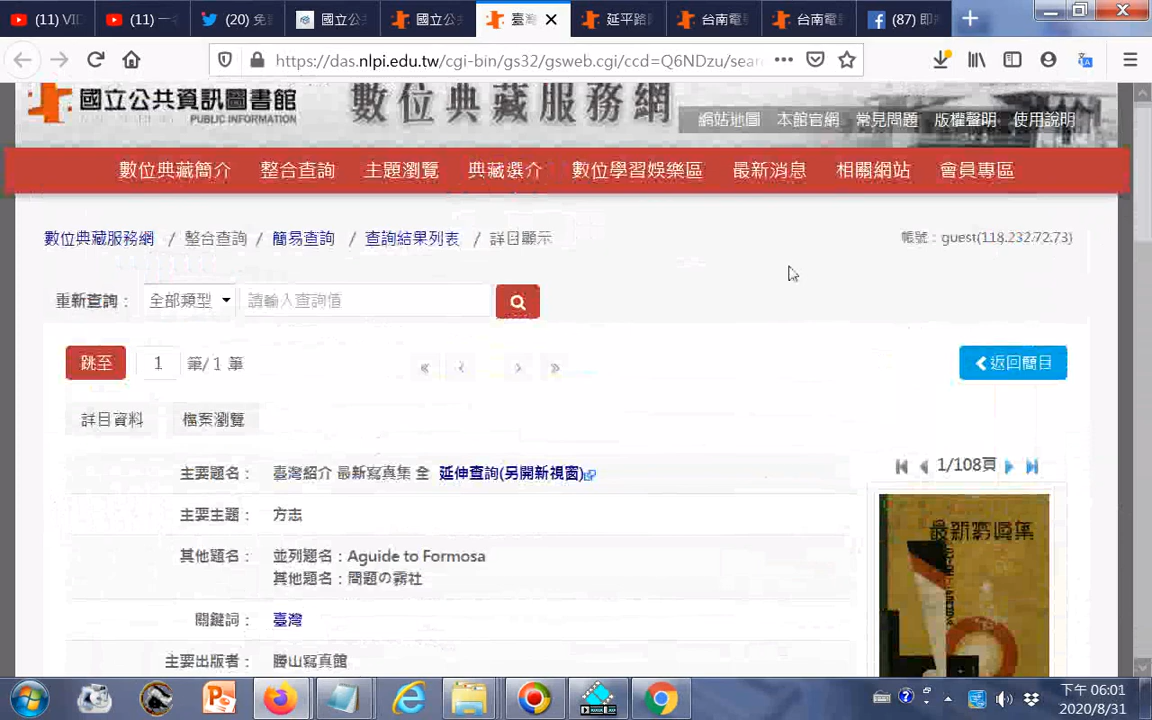 (11) VID
(11) 一
(20) 免
國立公
國立公
臺灣
延平路
台南電
台南電
(87) 即
https://das.nlpi.edu.tw/cgi-bin/gs32/gsweb.cgi/ccd=Q6NDzu/sear
國立公共資訊圖書館
PUBLIC INFORMATION
數位典藏服務網
網站地圖 本館官網 常見問題 版權聲明 使用說明
數位典藏簡介 整合查詢 主題瀏覽 典藏選介 數位學習娛樂區 最新消息 相關網站 會員專區
數位典藏服務網 / 整合查詢 / 簡易查詢 / 查詢結果列表 / 詳目顯示
帳號：guest(118.232.72.73)
重新查詢： 全部類型 請輸入查詢值
跳至 1 筆/ 1 筆 « ‹ › »
返回簡目
詳目資料 檔案瀏覽
主要題名： 臺灣紹介 最新寫真集 全 延伸查詢(另開新視窗)
1/108頁
主要主題： 方志
最新寫真集
其他題名： 並列題名：Aguide to Formosa
其他題名：問題の霧社
關鍵詞： 臺灣
主要出版者： 勝山寫真館
下午 06:01
2020/8/31